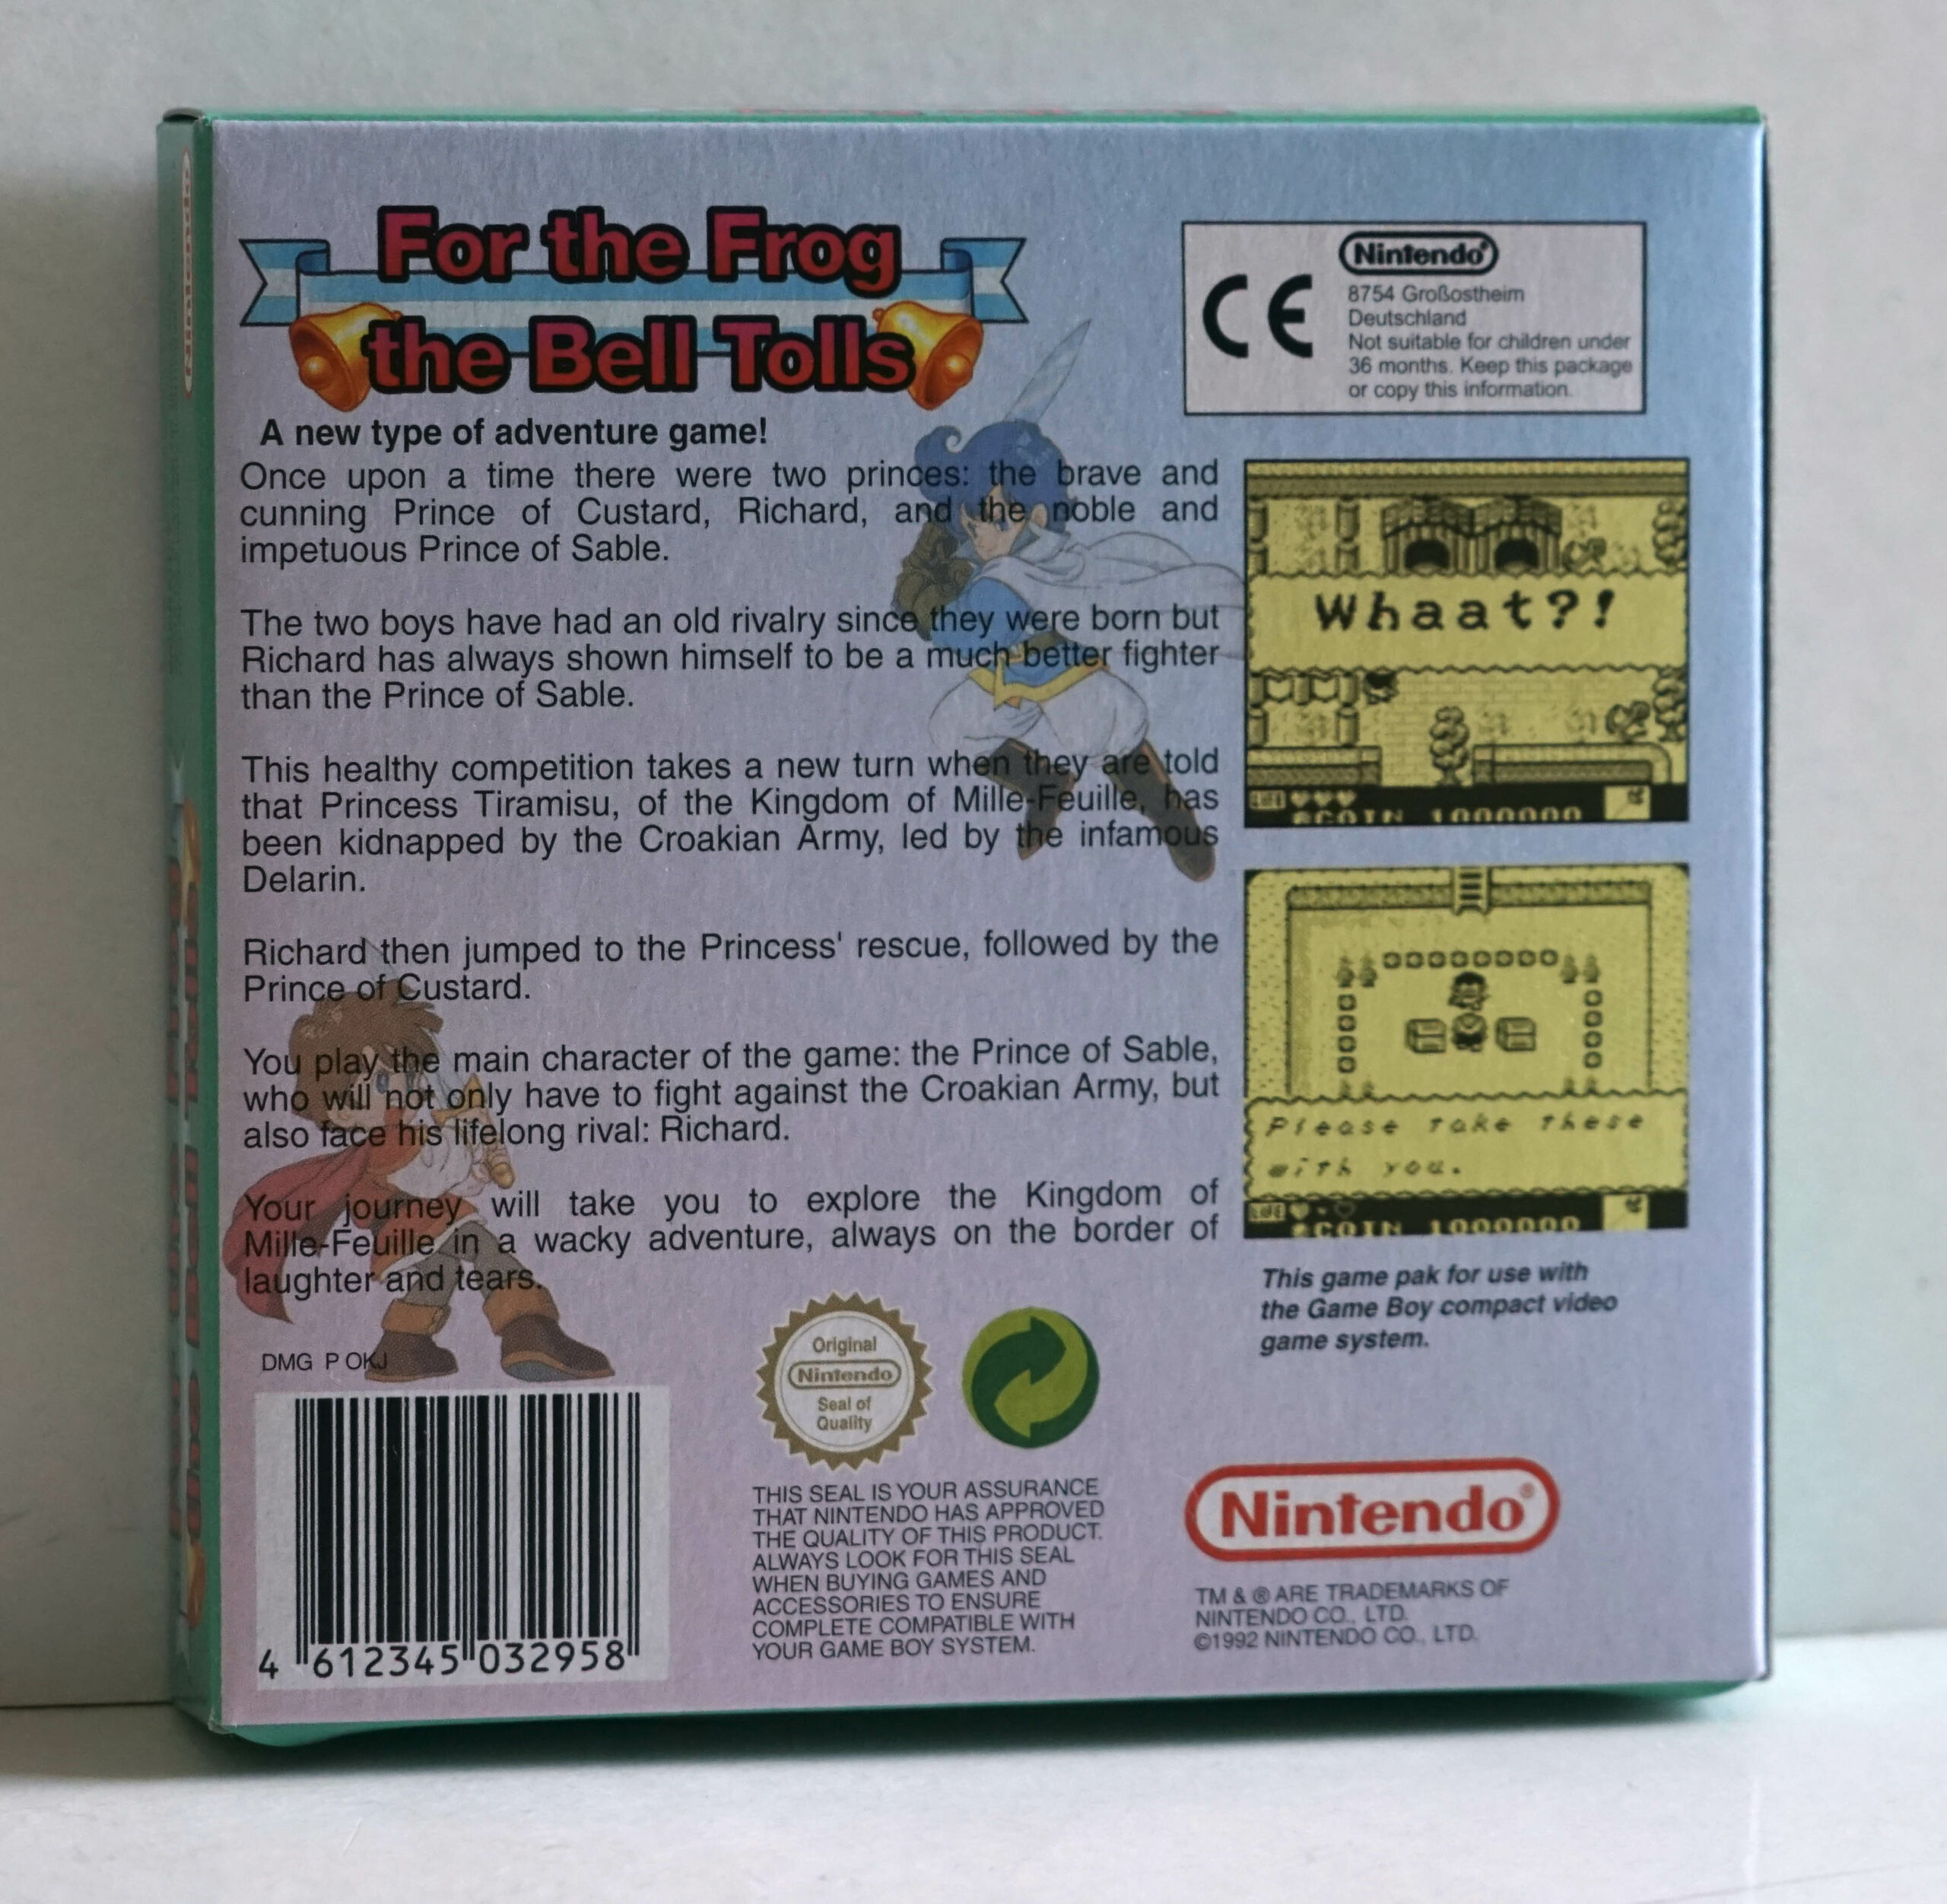 For the Frog
the Bell Tolls
A new type of adventure game!
Once upon a time there were two princes: the brave and
cunning Prince of Custard, Richard, and the noble and
impetuous Prince of Sable.
The two boys have had an old rivalry since they were born but
Richard has always shown himself to be a much better fighter
than the Prince of Sable.
This healthy competition takes a new turn when they are told
that Princess Tiramisu, of the Kingdom of Mille-Feuille, has
been kidnapped by the Croakian Army, led by the infamous
Delarin.
Richard then jumped to the Princess' rescue, followed by the
Prince of Custard.
You play the main character of the game: the Prince of Sable,
who will not only have to fight against the Croakian Army, but
also face his lifelong rival: Richard.
Your journey will take you to explore the Kingdom of
Mille-Feuille in a wacky adventure, always on the border of
laughter and tears.
DMG P OKJ
4 612345 032958
Original
Nintendo
Seal of
Quality
THIS SEAL IS YOUR ASSURANCE
THAT NINTENDO HAS APPROVED
THE QUALITY OF THIS PRODUCT.
ALWAYS LOOK FOR THIS SEAL
WHEN BUYING GAMES AND
ACCESSORIES TO ENSURE
COMPLETE COMPATIBLE WITH
YOUR GAME BOY SYSTEM.
CE
Nintendo®
8754 Großostheim
Deutschland
Not suitable for children under
36 months. Keep this package
or copy this information.
Whaat?!
LIFE
COIN 1000000
Please take these
with you.
LIFE
COIN 1000000
This game pak for use with
the Game Boy compact video
game system.
Nintendo®
TM & ® ARE TRADEMARKS OF
NINTENDO CO., LTD.
©1992 NINTENDO CO., LTD.
Nintendo